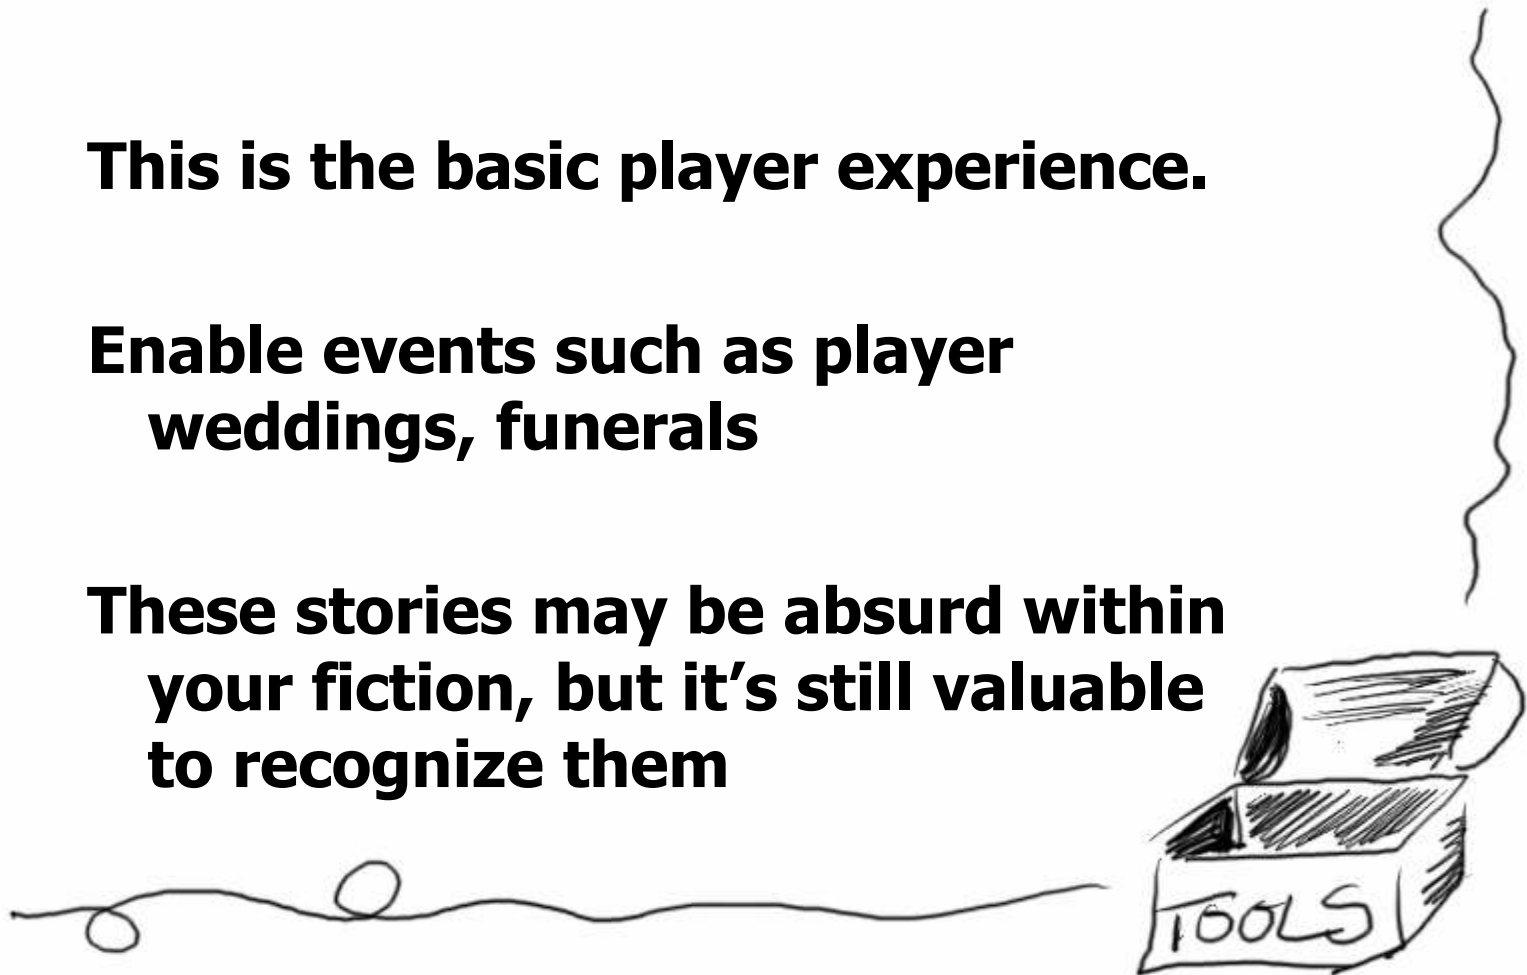 This is the basic player experience.
Enable events such as player
weddings, funerals
These stories may be absurd within
your fiction, but it’s still valuable
to recognize them
TOOLS